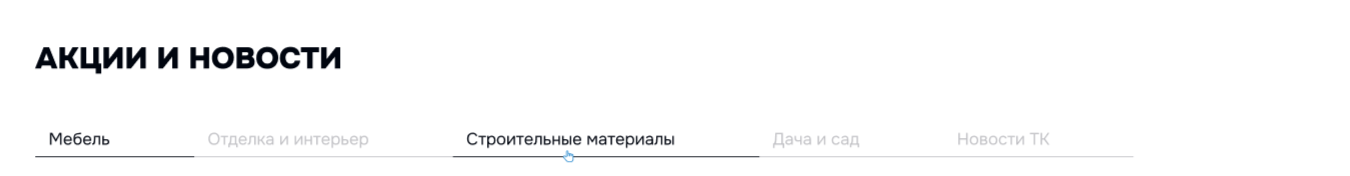 АКЦИИ И НОВОСТИ
Мебель Отделка и интерьер Строительные материалы Дача и сад Новости ТК